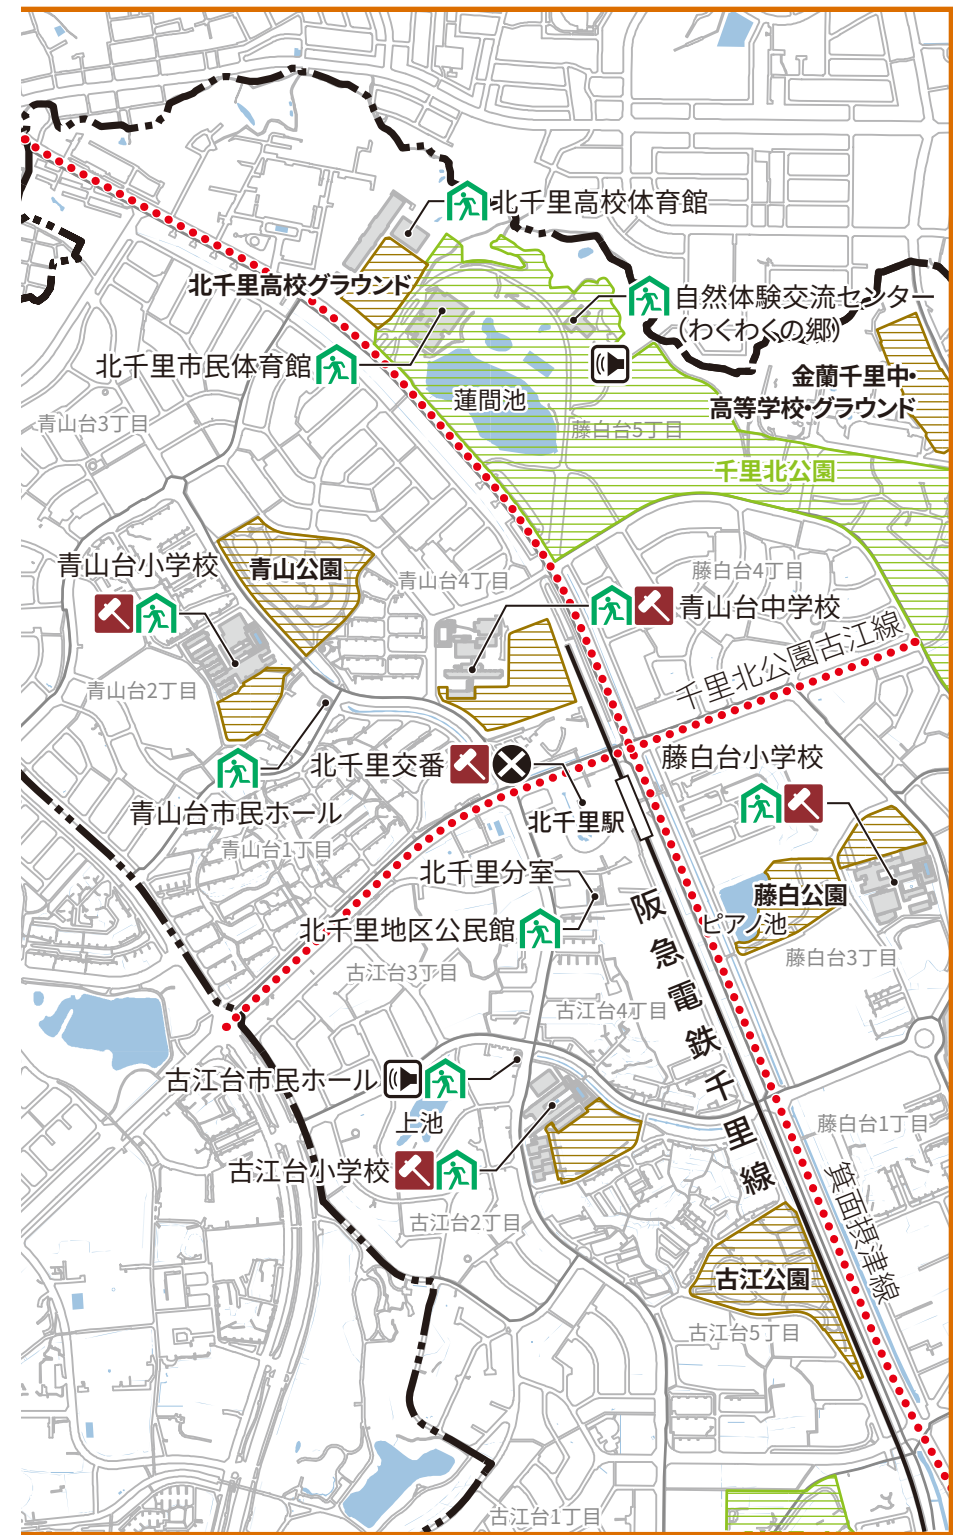 北千里高校体育館
北千里高校グラウンド
自然体験交流センター
(わくわくの郷)
北千里市民体育館
金蘭千里中・
高等学校・グラウンド
蓮間池
青山台3丁目
藤白台5丁目
千里北公園
青山台小学校
青山公園
青山台4丁目
藤白台4丁目
青山台中学校
千里北公園古江線
青山台2丁目
北千里交番
藤白台小学校
青山台市民ホール
北千里駅
青山台1丁目
北千里分室
藤白公園
ピアノ池
北千里地区公民館
阪急電鉄千里線
藤白台3丁目
古江台3丁目
古江台4丁目
古江台市民ホール
上池
藤白台1丁目
古江台小学校
箕面摂津線
古江台2丁目
古江公園
古江台5丁目
古江台1丁目